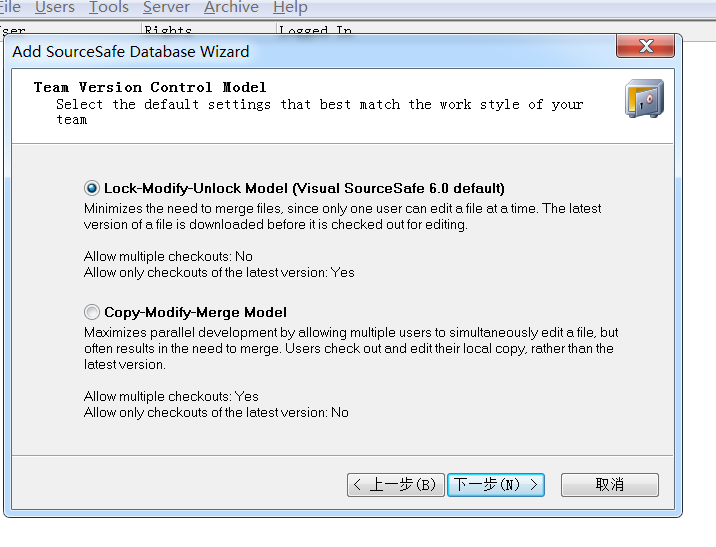 File Users Tools Server Archive Help
User Rights Logged In
Add SourceSafe Database Wizard
Team Version Control Model
Select the default settings that best match the work style of your
team
Lock-Modify-Unlock Model (Visual SourceSafe 6.0 default)
Minimizes the need to merge files, since only one user can edit a file at a time. The latest
version of a file is downloaded before it is checked out for editing.
Allow multiple checkouts: No
Allow only checkouts of the latest version: Yes
Copy-Modify-Merge Model
Maximizes parallel development by allowing multiple users to simultaneously edit a file, but
often results in the need to merge. Users check out and edit their local copy, rather than the
latest version.
Allow multiple checkouts: Yes
Allow only checkouts of the latest version: No
< 上一步(B) 下一步(N) > 取消